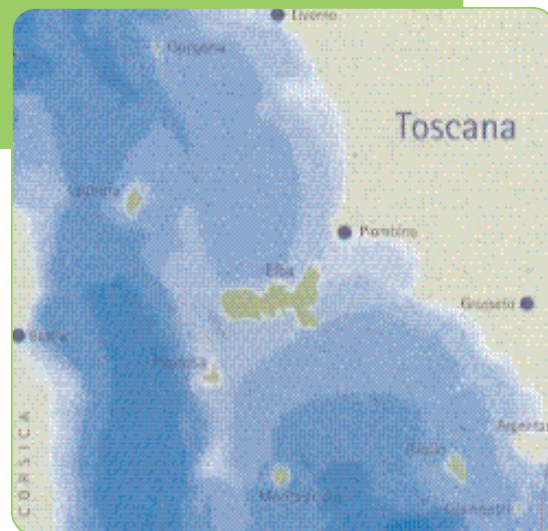 Livorno
Gorgona
Toscana
Capraia
Piombino
Elba
Grosseto
Bastia
Pianosa
CORSICA
Argentario
Giglio
Montecristo
Giannutri